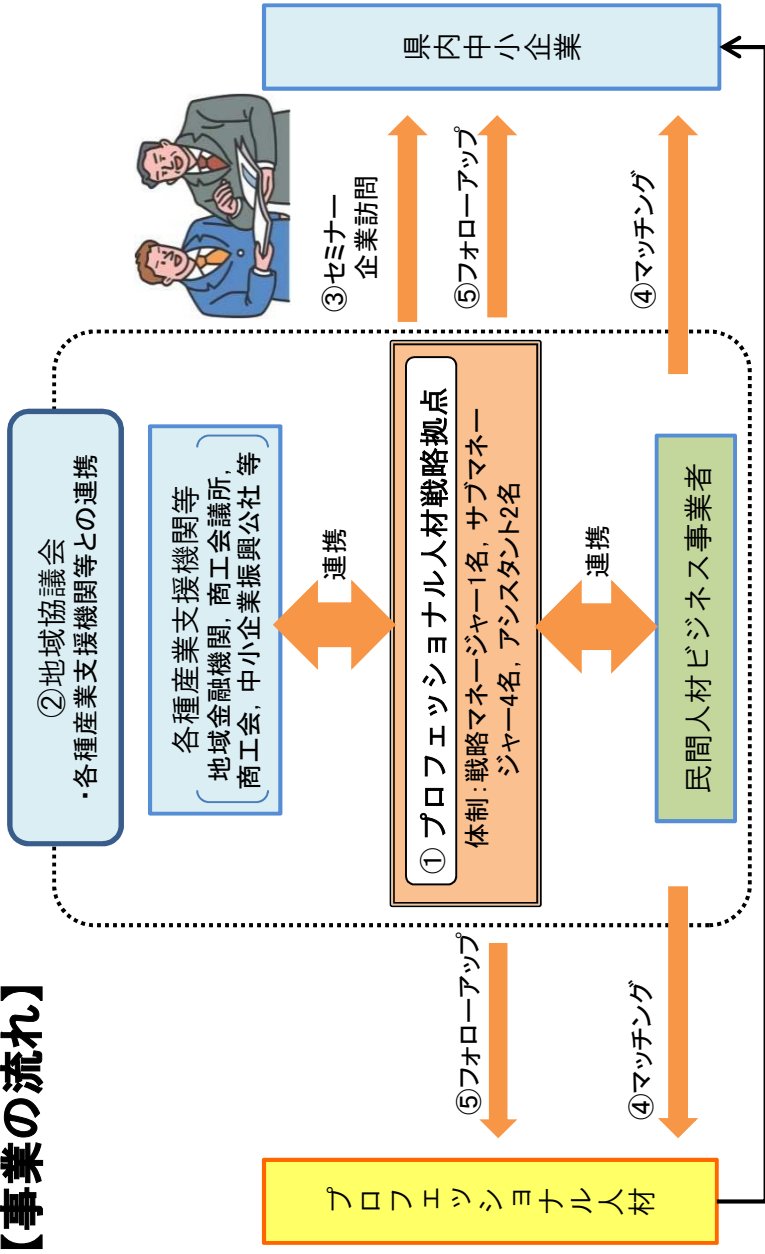 【事業の流れ】
②地域協議会
・各種産業支援機関等との連携
各種産業支援機関等
地域金融機関，商工会議所，
商工会，中小企業振興公社 等
連携
① プロフェッショナル人材戦略拠点
体制：戦略マネージャー1名，サブマネー
ジャー4名，アシスタント2名
連携
民間人材ビジネス事業者
③セミナー
企業訪問
⑤フォローアップ
④マッチング
県内中小企業
⑤フォローアップ
④マッチング
プロフェッショナル人材